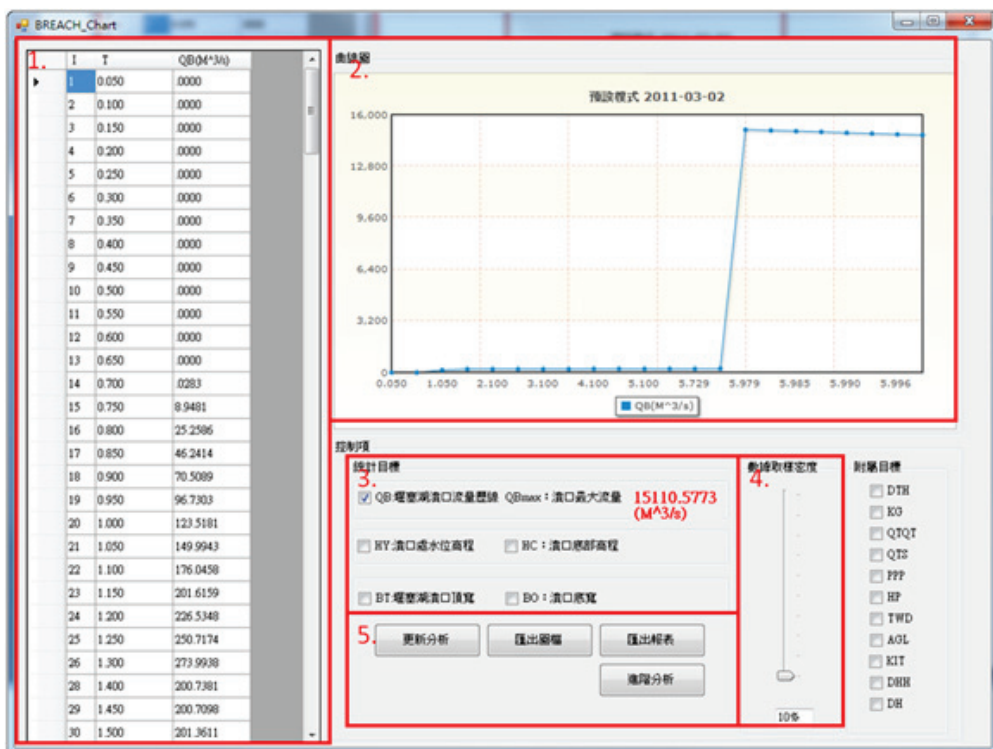 BREACH_Chart
1.
I T QB(M^3/s)
1 0.050 .0000
2 0.100 .0000
3 0.150 .0000
4 0.200 .0000
5 0.250 .0000
6 0.300 .0000
7 0.350 .0000
8 0.400 .0000
9 0.450 .0000
10 0.500 .0000
11 0.550 .0000
12 0.600 .0000
13 0.650 .0000
14 0.700 .0283
15 0.750 8.9481
16 0.800 25.2586
17 0.850 46.2414
18 0.900 70.5089
19 0.950 96.7303
20 1.000 123.5181
21 1.050 149.9943
22 1.100 176.0458
23 1.150 201.6159
24 1.200 226.5348
25 1.250 250.7174
26 1.300 273.9938
28 1.400 200.7381
29 1.450 200.7098
30 1.500 201.3611
曲線圖
2.
預設模式 2011-03-02
16,000
12,800
9,600
6,400
3,200
0
0.050 1.050 2.100 3.100 4.100 5.100 5.729 5.979 5.985 5.990 5.996
QB(M^3/s)
控制項
統計目標
3.
QB:堰塞湖潰口流量歷線 QBmax：潰口最大流量 15110.5773
(M^3/s)
HY:潰口處水位高程 HC：潰口底部高程
BT:堰塞湖潰口頂寬 BO：潰口底寬
5.
更新分析 匯出圖檔 匯出報表
進階分析
數據取樣密度
4.
10%
附屬目標
DTH
KG
QTQT
QTS
PPP
HP
TWD
AGL
KIT
DHH
DH